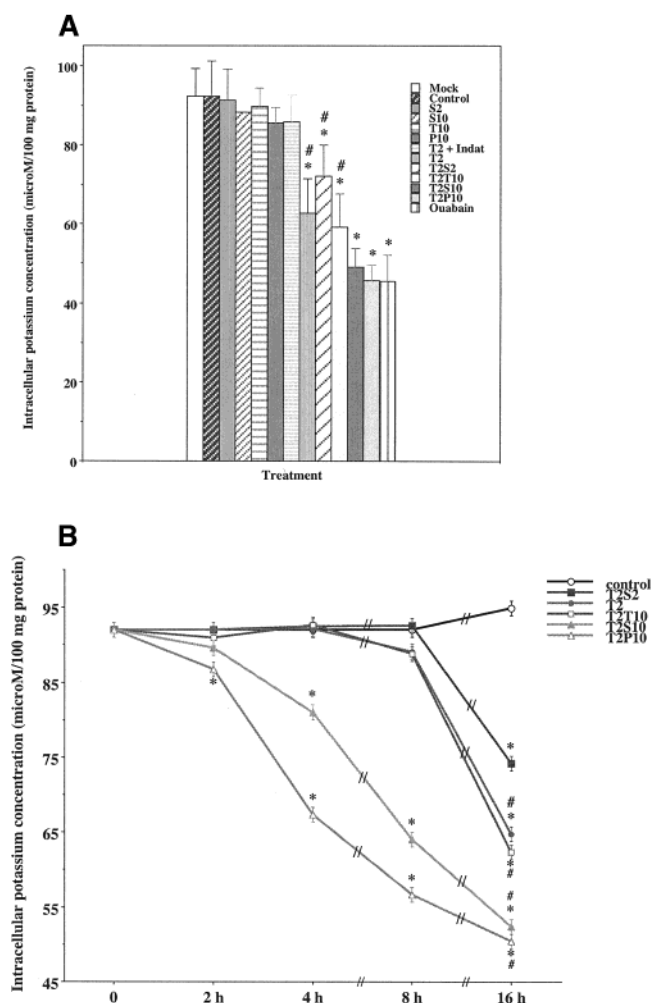 A
Intracellular potassium concentration (microM/100 mg protein)
100
80
60
40
20
0
Mock
Control
S2
S10
T10
P10
T2 + Indat
T2
T2S2
T2T10
T2S10
T2P10
Ouabain
#
*
#
*
#
*
*
*
*
Treatment
B
Intracellular potassium concentration (microM/100 mg protein)
95
85
75
65
55
45
control
T2S2
T2
T2T10
T2S10
T2P10
*
*
*
*
*
*
#
*
*
#
#
*
*
#
0
2 h
4 h
8 h
16 h